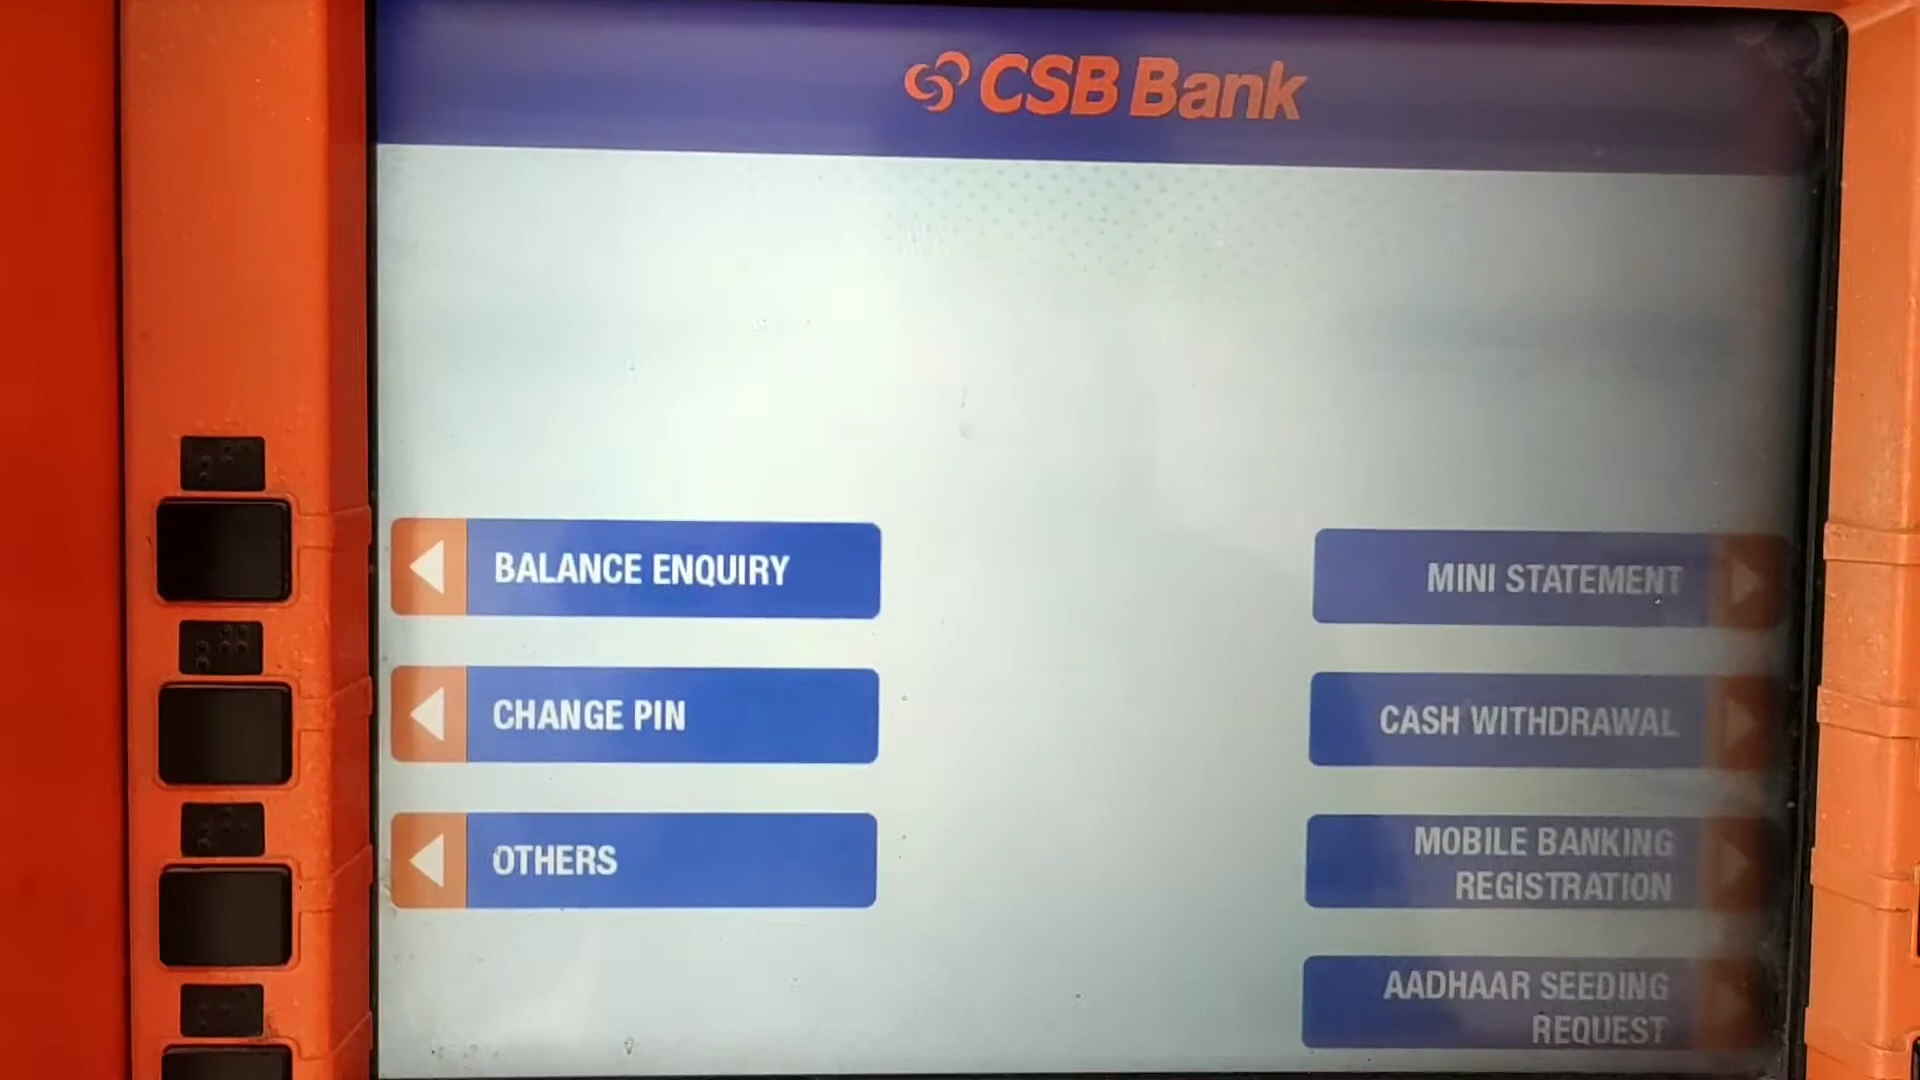 CSB Bank
BALANCE ENQUIRY
MINI STATEMENT
CHANGE PIN
CASH WITHDRAWAL
OTHERS
MOBILE BANKING
REGISTRATION
AADHAAR SEEDING
REQUEST